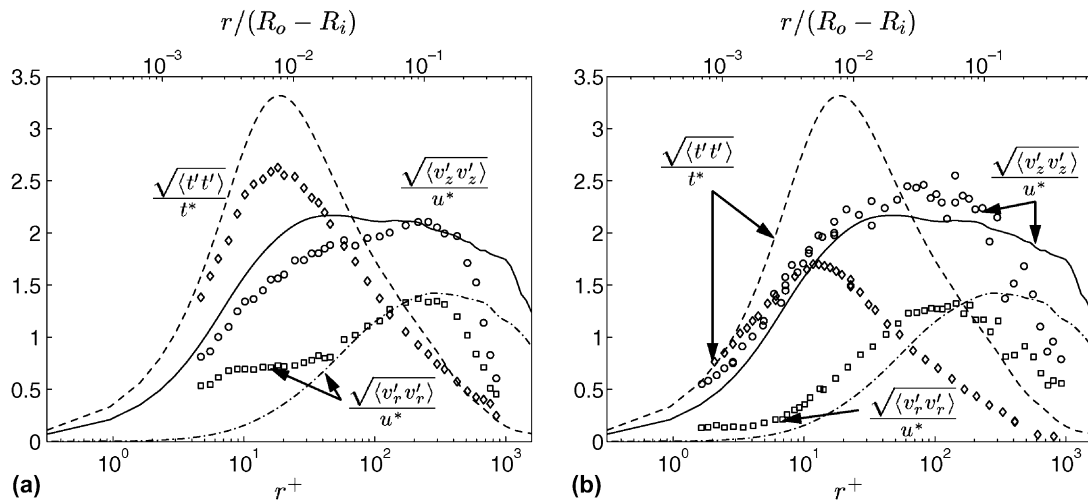 r/(R_o − R_i)
10^{-3} 10^{-2} 10^{-1}
3.5
3
2.5
2
1.5
1
0.5
0
√⟨t′t′⟩ / t*
√⟨v′_z v′_z⟩ / u*
√⟨v′_r v′_r⟩ / u*
10^0 10^1 10^2 10^3
(a)
r^+
r/(R_o − R_i)
10^{-3} 10^{-2} 10^{-1}
3.5
3
2.5
2
1.5
1
0.5
0
√⟨t′t′⟩ / t*
√⟨v′_z v′_z⟩ / u*
√⟨v′_r v′_r⟩ / u*
10^0 10^1 10^2 10^3
(b)
r^+